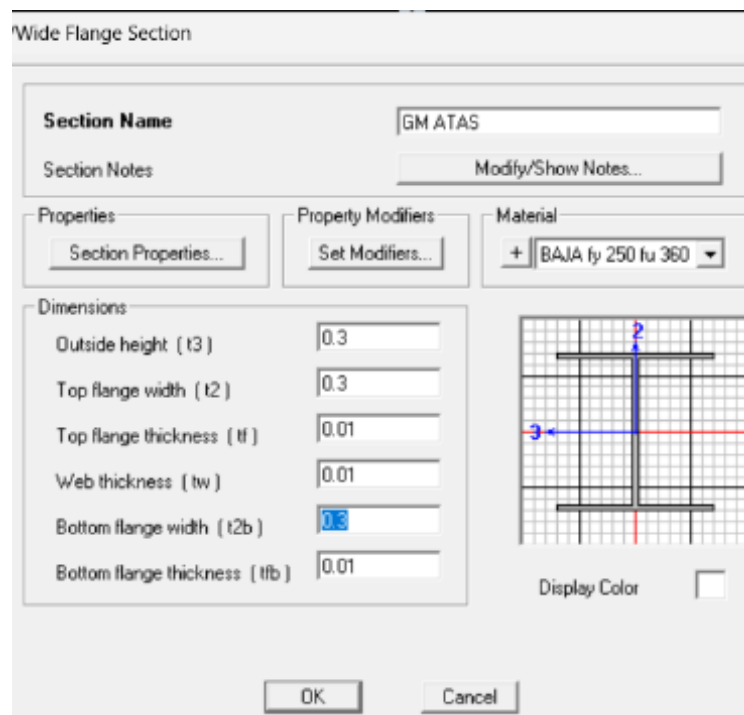 /Wide Flange Section
Section Name GM ATAS
Section Notes Modify/Show Notes...
Properties Property Modifiers Material
Section Properties... Set Modifiers... + BAJA fy 250 fu 360
Dimensions
Outside height ( t3 ) 0.3
Top flange width ( t2 ) 0.3
Top flange thickness ( tf ) 0.01
Web thickness ( tw ) 0.01
Bottom flange width ( t2b ) 0.3
Bottom flange thickness ( tfb ) 0.01
2
3
Display Color
OK Cancel